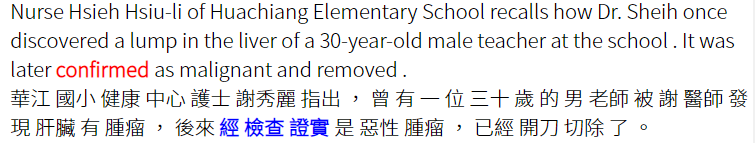 Nurse Hsieh Hsiu-li of Huachiang Elementary School recalls how Dr. Sheih once
discovered a lump in the liver of a 30-year-old male teacher at the school . It was
later confirmed as malignant and removed .
華江 國小 健康 中心 護士 謝秀麗 指出 ， 曾 有 一 位 三十 歲 的 男 老師 被 謝 醫師 發
現 肝臟 有 腫瘤 ， 後來 經 檢查 證實 是 惡性 腫瘤 ， 已經 開刀 切除 了 。